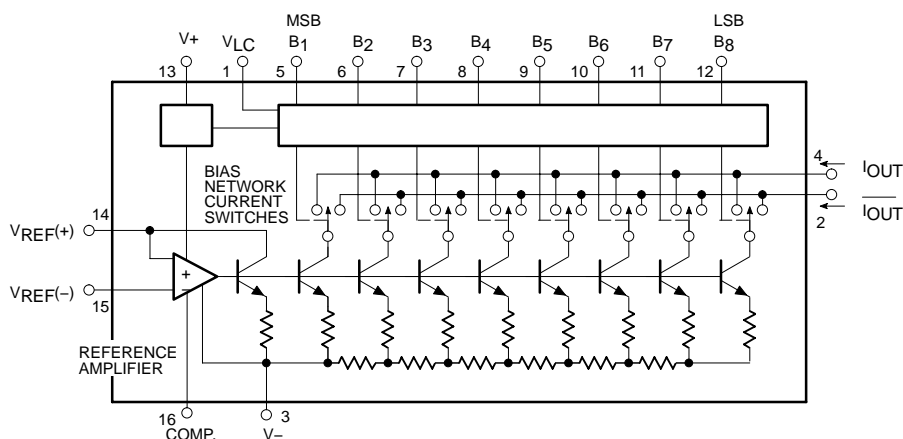 MSB
LSB
V+
VLC
B1
B2
B3
B4
B5
B6
B7
B8
13
1
5
6
7
8
9
10
11
12
4
IOUT
BIAS
NETWORK
CURRENT
SWITCHES
IOUT
2
14
VREF(+)
+
−
VREF(−)
15
REFERENCE
AMPLIFIER
16
3
COMP.
V−